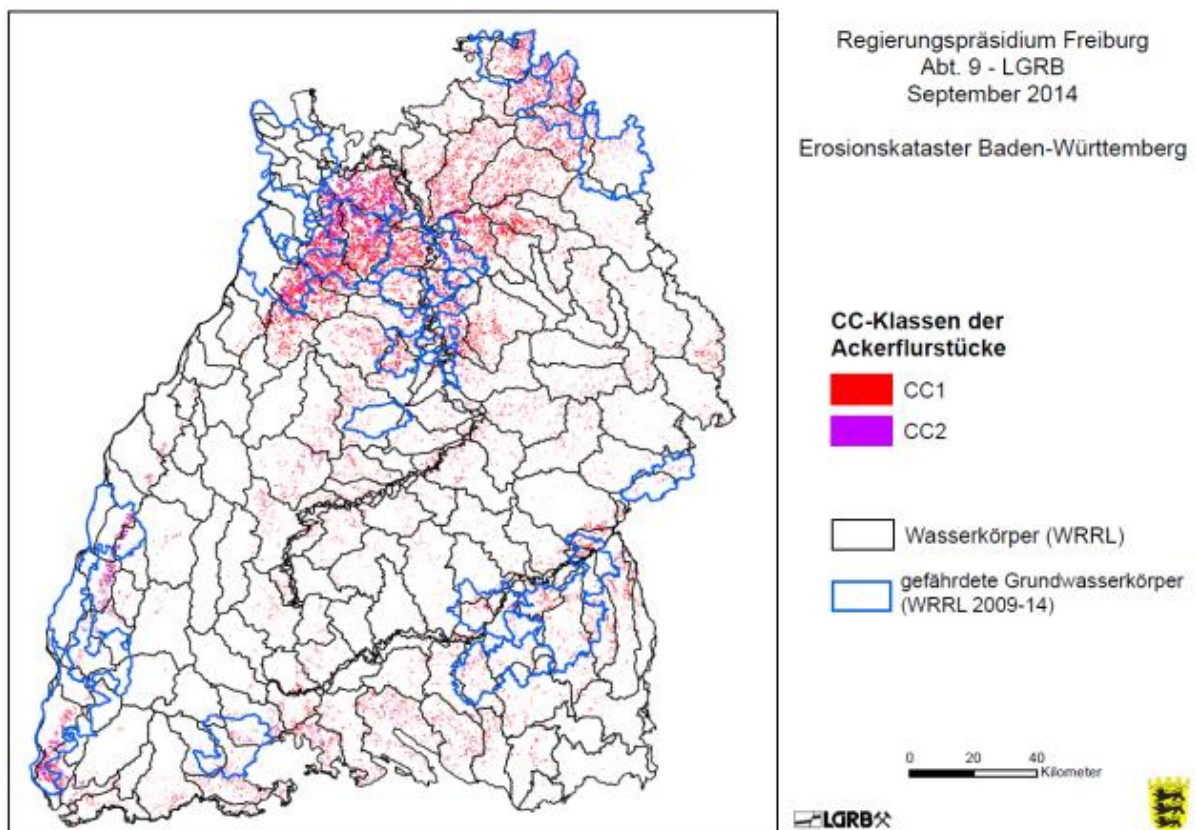 Regierungspräsidium Freiburg
Abt. 9 - LGRB
September 2014
Erosionskataster Baden-Württemberg
CC-Klassen der
Ackerflurstücke
CC1
CC2
Wasserkörper (WRRL)
gefährdete Grundwasserkörper
(WRRL 2009-14)
0 20 40
Kilometer
LGRB